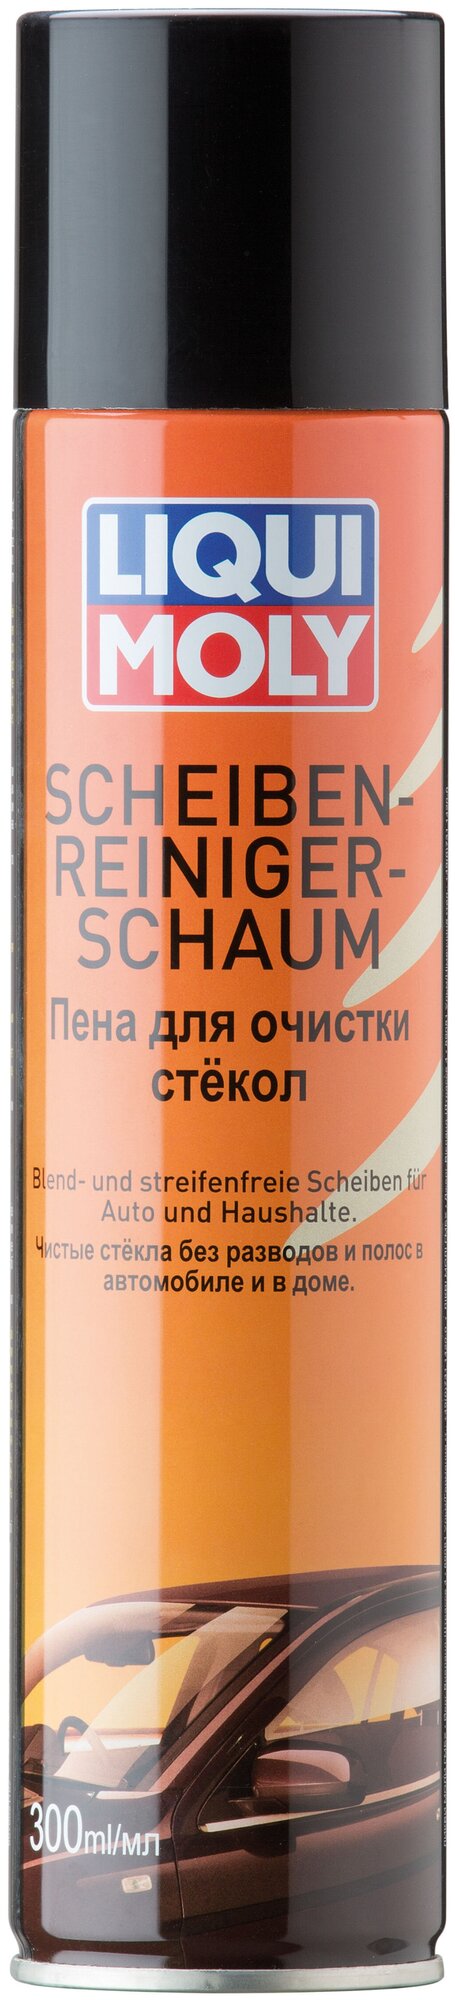 LIQUI
MOLY
SCHEIBEN-
REINIGER-
SCHAUM
Пена для очистки
стёкол
Blend- und streifenfreie Scheiben für
Auto und Haushalte.
Чистые стёкла без разводов и полос в
автомобиле и в доме.
300ml/мл